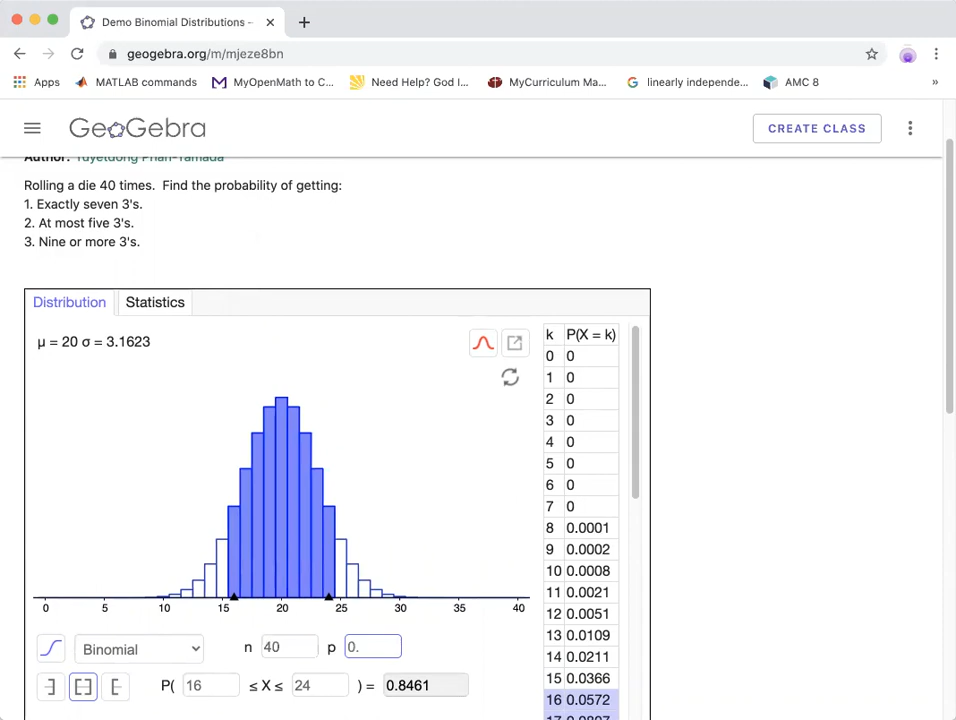 Demo Binomial Distributions –
geogebra.org/m/mjeze8bn
Apps MATLAB commands MyOpenMath to C... Need Help? God I... MyCurriculum Ma... linearly independe... AMC 8 »
GeoGebra CREATE CLASS
Author: Tuyetdong Phan-Yamada
Rolling a die 40 times. Find the probability of getting:
1. Exactly seven 3's.
2. At most five 3's.
3. Nine or more 3's.
Distribution Statistics
μ = 20 σ = 3.1623
k P(X = k)
0 0
1 0
2 0
3 0
4 0
5 0
6 0
7 0
8 0.0001
9 0.0002
10 0.0008
11 0.0021
12 0.0051
13 0.0109
14 0.0211
15 0.0366
16 0.0572
0 5 10 15 20 25 30 35 40
Binomial n 40 p 0.
P( 16 ≤ X ≤ 24 ) = 0.8461